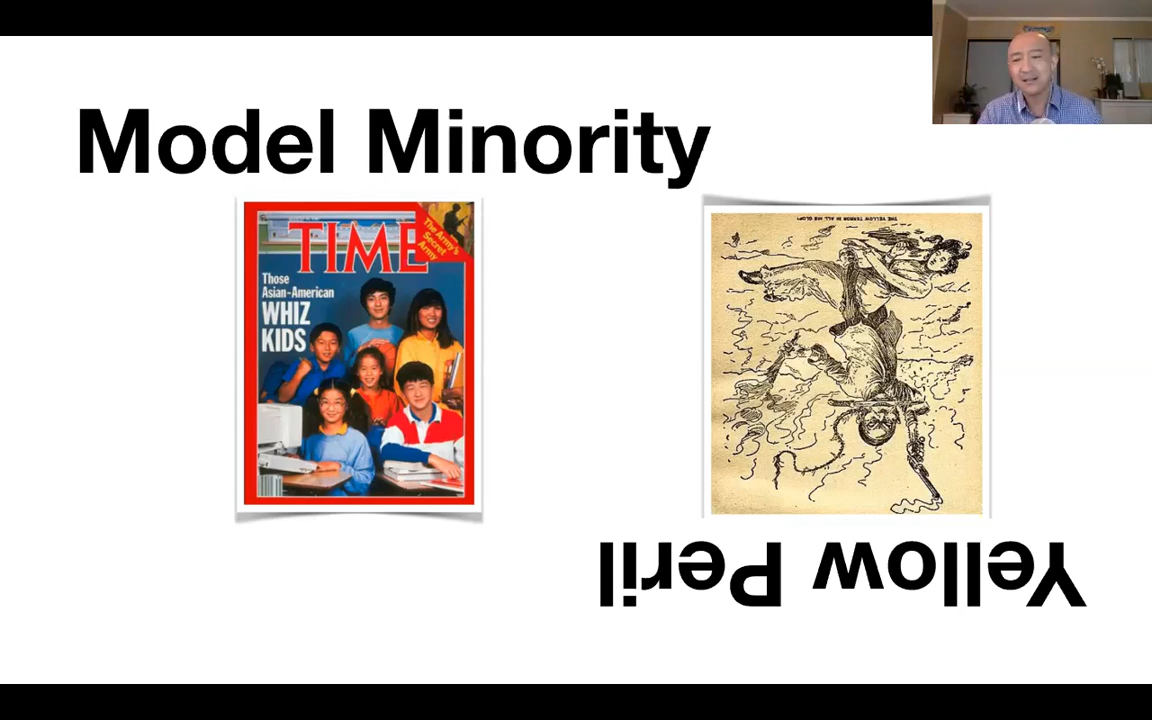 Model Minority
TIME
The Army's
Secret
Army
Those
Asian-American
WHIZ
KIDS
THE YELLOW TERROR IN ALL HIS GLORY
Yellow Peril